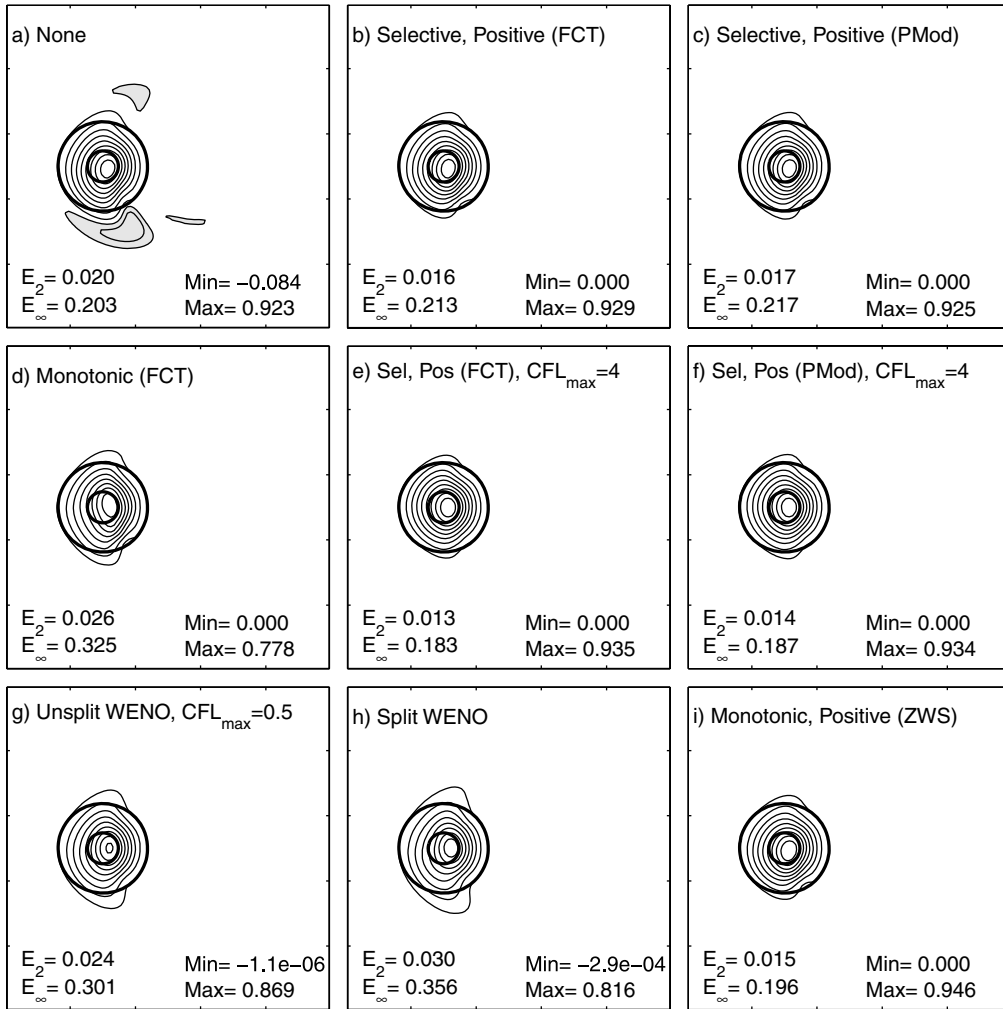 a) None
E2= 0.020 Min= −0.084
E∞= 0.203 Max= 0.923
b) Selective, Positive (FCT)
E2= 0.016 Min= 0.000
E∞= 0.213 Max= 0.929
c) Selective, Positive (PMod)
E2= 0.017 Min= 0.000
E∞= 0.217 Max= 0.925
d) Monotonic (FCT)
E2= 0.026 Min= 0.000
E∞= 0.325 Max= 0.778
e) Sel, Pos (FCT), CFLmax=4
E2= 0.013 Min= 0.000
E∞= 0.183 Max= 0.935
f) Sel, Pos (PMod), CFLmax=4
E2= 0.014 Min= 0.000
E∞= 0.187 Max= 0.934
g) Unsplit WENO, CFLmax=0.5
E2= 0.024 Min= −1.1e−06
E∞= 0.301 Max= 0.869
h) Split WENO
E2= 0.030 Min= −2.9e−04
E∞= 0.356 Max= 0.816
i) Monotonic, Positive (ZWS)
E2= 0.015 Min= 0.000
E∞= 0.196 Max= 0.946